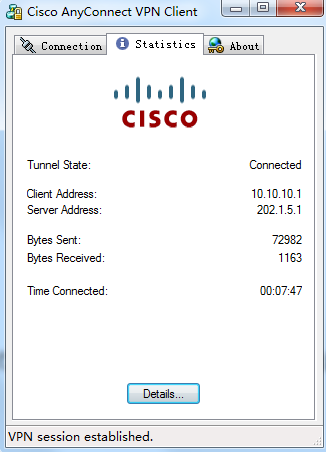 Cisco AnyConnect VPN Client
Connection Statistics About
CISCO
Tunnel State: Connected
Client Address: 10.10.10.1
Server Address: 202.1.5.1
Bytes Sent: 72982
Bytes Received: 1163
Time Connected: 00:07:47
Details...
VPN session established.